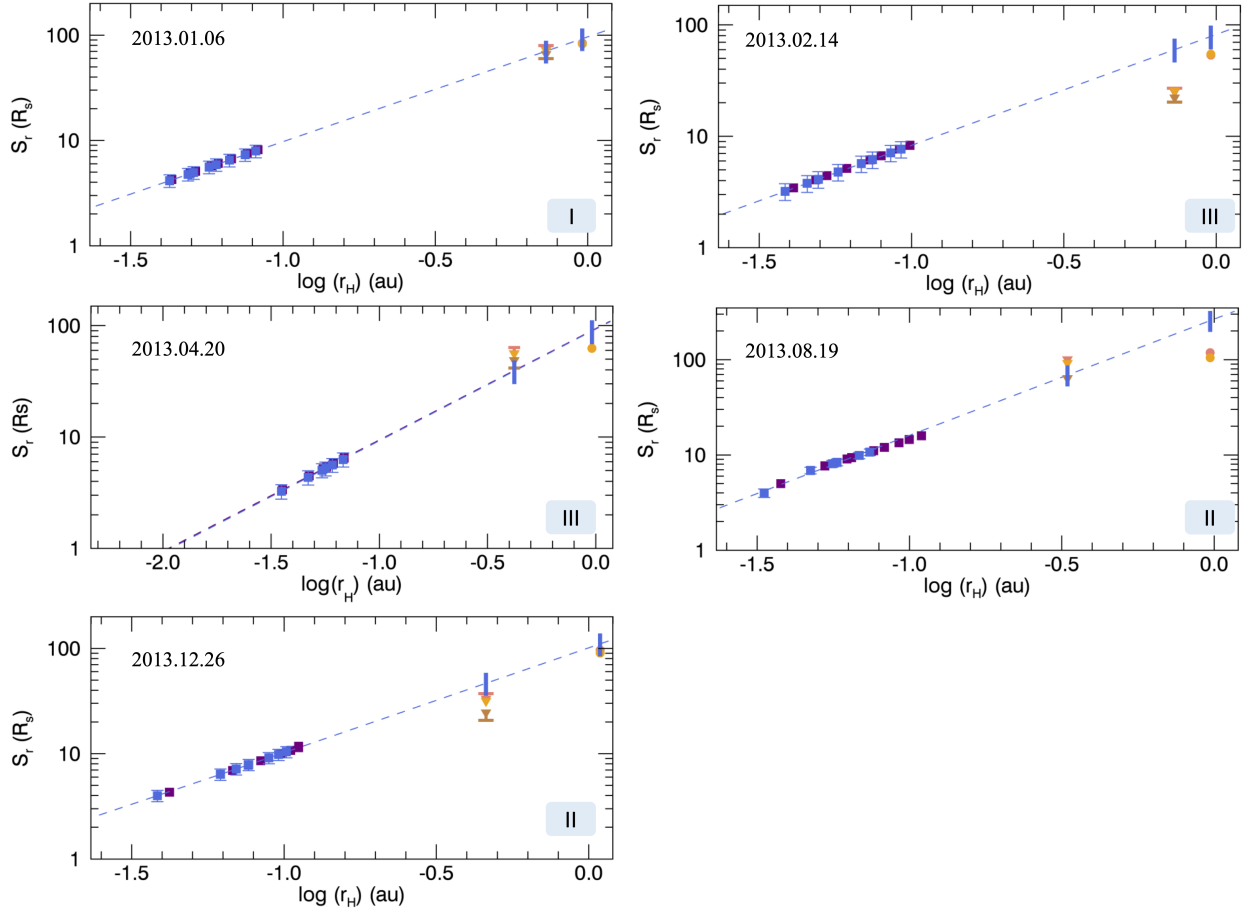 2013.01.06
100
10
1
S_r (R_s)
I
-1.5
-1.0
-0.5
0.0
log (r_H) (au)
2013.02.14
100
10
1
S_r (R_s)
III
-1.5
-1.0
-0.5
0.0
log (r_H) (au)
2013.04.20
100
10
1
S_r (Rs)
III
-2.0
-1.5
-1.0
-0.5
0.0
log(r_H) (au)
2013.08.19
100
10
1
S_r (R_s)
II
-1.5
-1.0
-0.5
0.0
log (r_H) (au)
2013.12.26
100
10
1
S_r (R_s)
II
-1.5
-1.0
-0.5
0.0
log (r_H) (au)